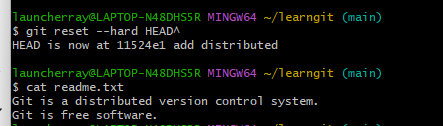 launcherray@LAPTOP-N48DHS5R MINGW64 ~/learngit (main)
$ git reset --hard HEAD^
HEAD is now at 11524e1 add distributed
launcherray@LAPTOP-N48DHS5R MINGW64 ~/learngit (main)
$ cat readme.txt
Git is a distributed version control system.
Git is free software.